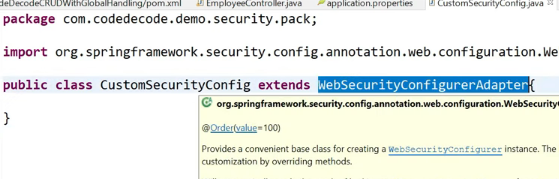 deDecodeCRUDWithGlobalHandling/pom.xml EmployeeController.java application.properties CustomSecurityConfig.java
package com.codedecode.demo.security.pack;
import org.springframework.security.config.annotation.web.configuration.We
public class CustomSecurityConfig extends WebSecurityConfigurerAdapter{
org.springframework.security.config.annotation.web.configuration.WebSecurityC
}
@Order(value=100)
Provides a convenient base class for creating a WebSecurityConfigurer instance. The
customization by overriding methods.